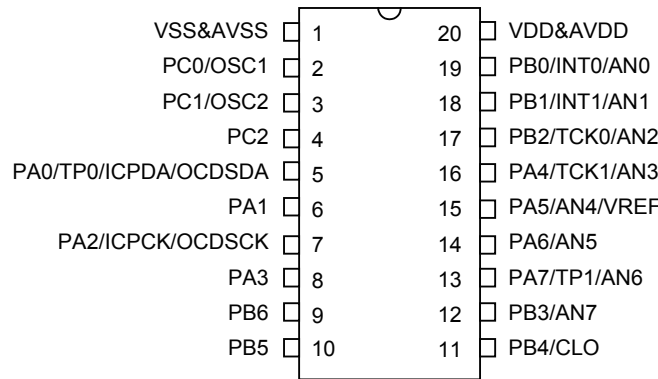 VSS&AVSS 1 20 VDD&AVDD
PC0/OSC1 2 19 PB0/INT0/AN0
PC1/OSC2 3 18 PB1/INT1/AN1
PC2 4 17 PB2/TCK0/AN2
PA0/TP0/ICPDA/OCDSDA 5 16 PA4/TCK1/AN3
PA1 6 15 PA5/AN4/VREF
PA2/ICPCK/OCDSCK 7 14 PA6/AN5
PA3 8 13 PA7/TP1/AN6
PB6 9 12 PB3/AN7
PB5 10 11 PB4/CLO